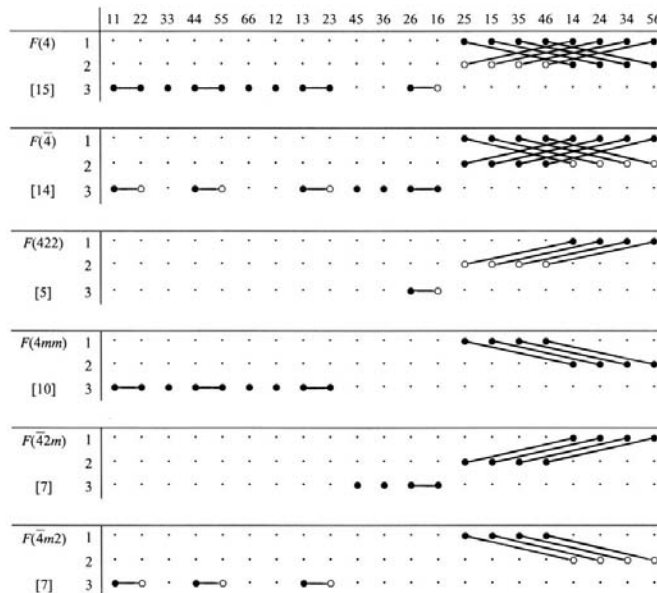 11 22 33 44 55 66 12 13 23 45 36 26 16 25 15 35 46 14 24 34 56
F(4) 1
2
[15] 3
F(4̅) 1
2
[14] 3
F(422) 1
2
[5] 3
F(4mm) 1
2
[10] 3
F(4̅2m) 1
2
[7] 3
F(4̅m2) 1
2
[7] 3